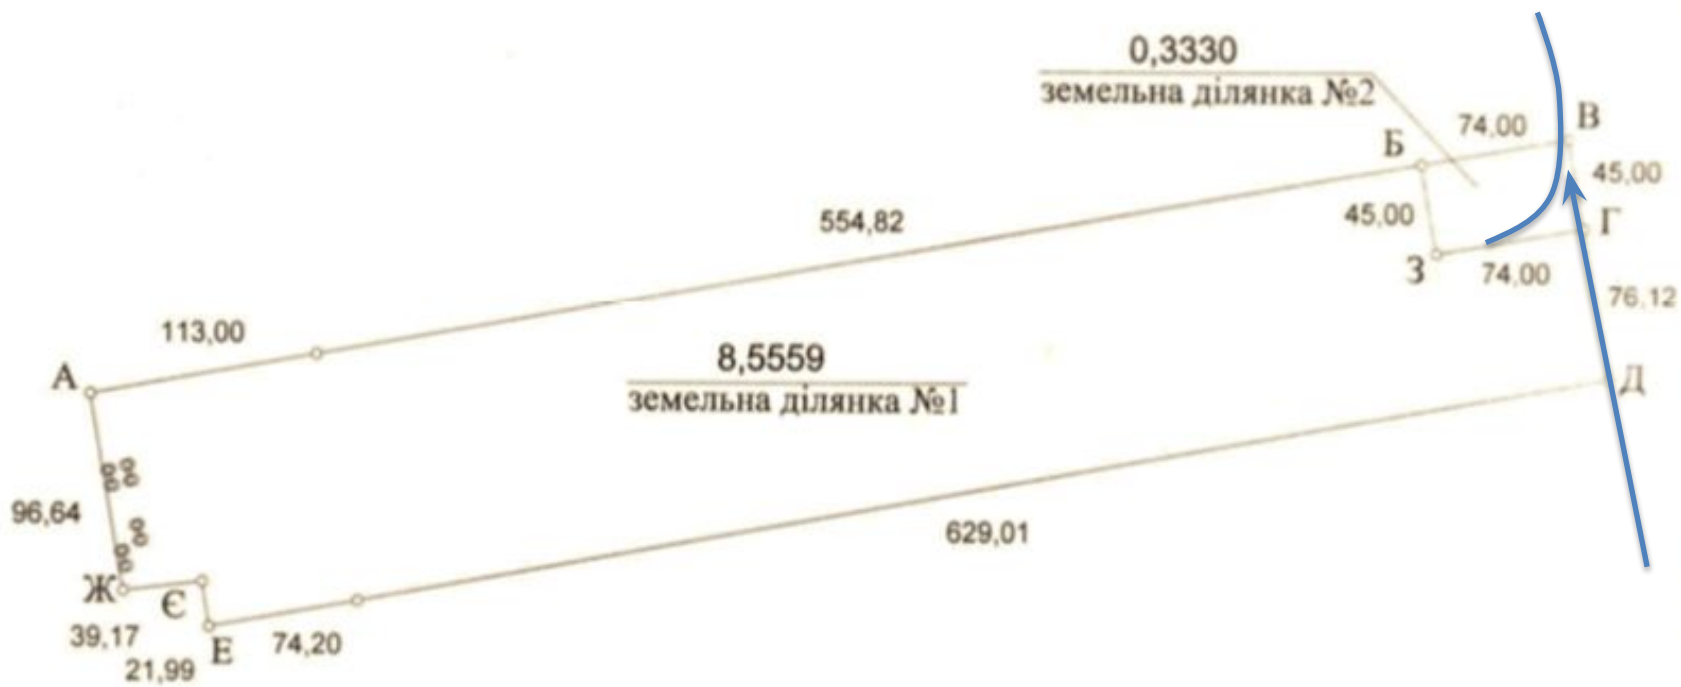 0,3330
земельна ділянка №2
74,00
В
Б
45,00
45,00
Г
554,82
З
74,00
76,12
113,00
8,5559
А
земельна ділянка №1
Д
96,64
629,01
Ж
Є
39,17
Е
74,20
21,99